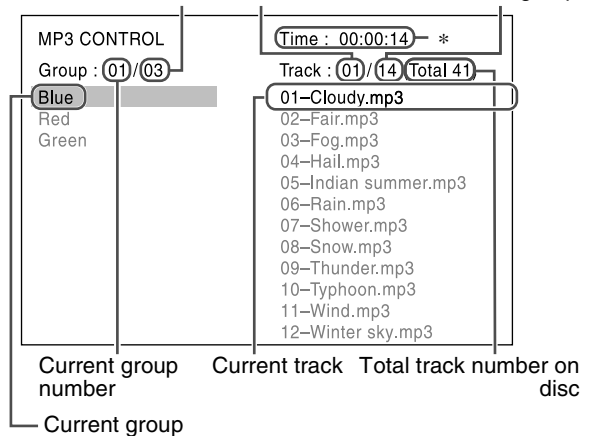 MP3 CONTROL
Time : 00:00:14 *
Group : 01/03
Track : 01/14 Total 41
Blue
Red
Green
01–Cloudy.mp3
02–Fair.mp3
03–Fog.mp3
04–Hail.mp3
05–Indian summer.mp3
06–Rain.mp3
07–Shower.mp3
08–Snow.mp3
09–Thunder.mp3
10–Typhoon.mp3
11–Wind.mp3
12–Winter sky.mp3
Current group
number
Current track
Total track number on
disc
Current group